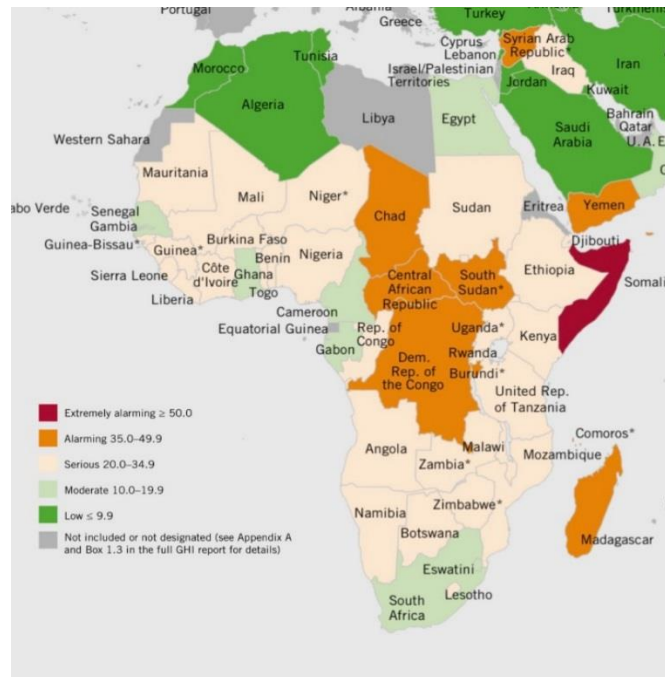 Portugal
Greece
Turkey
Cyprus
Lebanon
Syrian Arab
Republic*
Israel/Palestinian
Territories
Iraq
Iran
Tunisia
Morocco
Algeria
Libya
Egypt
Jordan
Kuwait
Bahrain
Qatar
U.A.E
Saudi
Arabia
Western Sahara
Mauritania
Mali
Niger*
Chad
Sudan
Eritrea
Yemen
abo Verde
Senegal
Gambia
Guinea-Bissau*
Guinea*
Burkina Faso
Benin
Nigeria
Djibouti
Sierra Leone
Côte
d'Ivoire
Ghana
Togo
Liberia
Central
African
Republic
South
Sudan*
Ethiopia
Somali
Cameroon
Equatorial Guinea
Gabon
Rep. of
Congo
Uganda*
Kenya
Dem.
Rep. of
the Congo
Rwanda
Burundi*
United Rep.
of Tanzania
Extremely alarming ≥ 50.0
Alarming 35.0–49.9
Serious 20.0–34.9
Moderate 10.0–19.9
Low ≤ 9.9
Not included or not designated (see Appendix A
and Box 1.3 in the full GHI report for details)
Angola
Zambia*
Malawi
Comoros*
Mozambique
Namibia
Zimbabwe*
Botswana
Madagascar
Eswatini
Lesotho
South
Africa